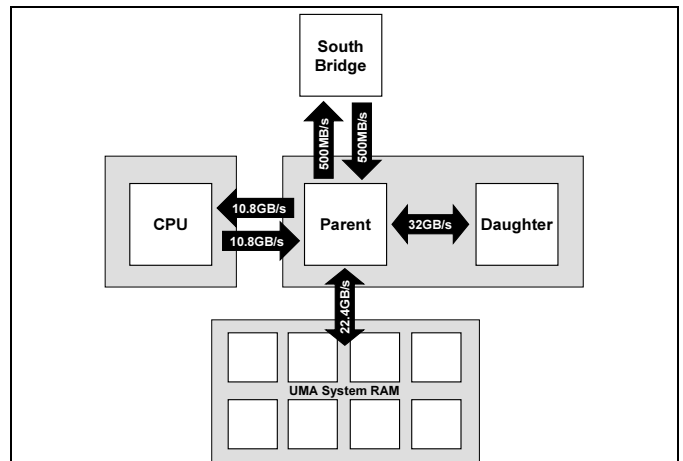 South
Bridge
500MB/s
500MB/s
10.8GB/s
CPU
Parent
32GB/s
Daughter
10.8GB/s
22.4GB/s
UMA System RAM